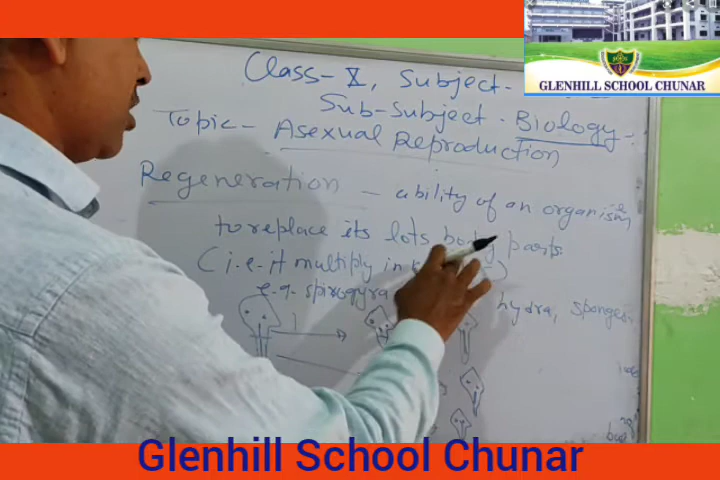 GLENHILL SCHOOL CHUNAR
Class-X, Subject-
Sub-Subject. Biology-
Topic- Asexual Reproduction
Regeneration - ability of an organism
to replace its lots body parts.
(i.e. it multiply in
e.g. spirogyra hydra, sponges
Glenhill School Chunar